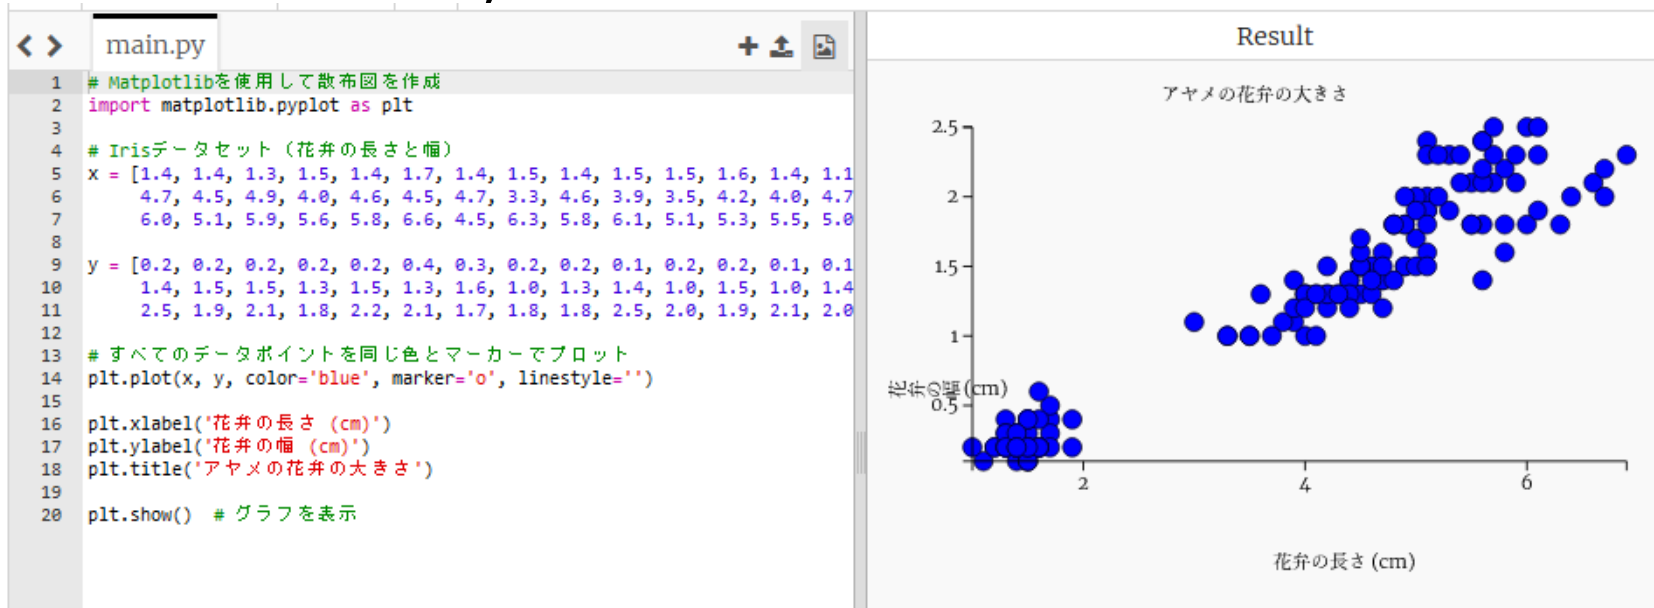 main.py
1 # Matplotlibを使用して散布図を作成
2 import matplotlib.pyplot as plt
3
4 # Irisデータセット（花弁の長さと幅）
5 x = [1.4, 1.4, 1.3, 1.5, 1.4, 1.7, 1.4, 1.5, 1.4, 1.5, 1.5, 1.6, 1.4, 1.1
6 4.7, 4.5, 4.9, 4.0, 4.6, 4.5, 4.7, 3.3, 4.6, 3.9, 3.5, 4.2, 4.0, 4.7
7 6.0, 5.1, 5.9, 5.6, 5.8, 6.6, 4.5, 6.3, 5.8, 6.1, 5.1, 5.3, 5.5, 5.0
8
9 y = [0.2, 0.2, 0.2, 0.2, 0.2, 0.4, 0.3, 0.2, 0.2, 0.1, 0.2, 0.2, 0.1, 0.1
10 1.4, 1.5, 1.5, 1.3, 1.5, 1.3, 1.6, 1.0, 1.3, 1.4, 1.0, 1.5, 1.0, 1.4
11 2.5, 1.9, 2.1, 1.8, 2.2, 2.1, 1.7, 1.8, 1.8, 2.5, 2.0, 1.9, 2.1, 2.0
12
13 # すべてのデータポイントを同じ色とマーカーでプロット
14 plt.plot(x, y, color='blue', marker='o', linestyle='')
15
16 plt.xlabel('花弁の長さ (cm)')
17 plt.ylabel('花弁の幅 (cm)')
18 plt.title('アヤメの花弁の大きさ')
19
20 plt.show() # グラフを表示
Result
アヤメの花弁の大きさ
2.5
2
1.5
1
花弁の幅 (cm)
0.5
2 4 6
花弁の長さ (cm)